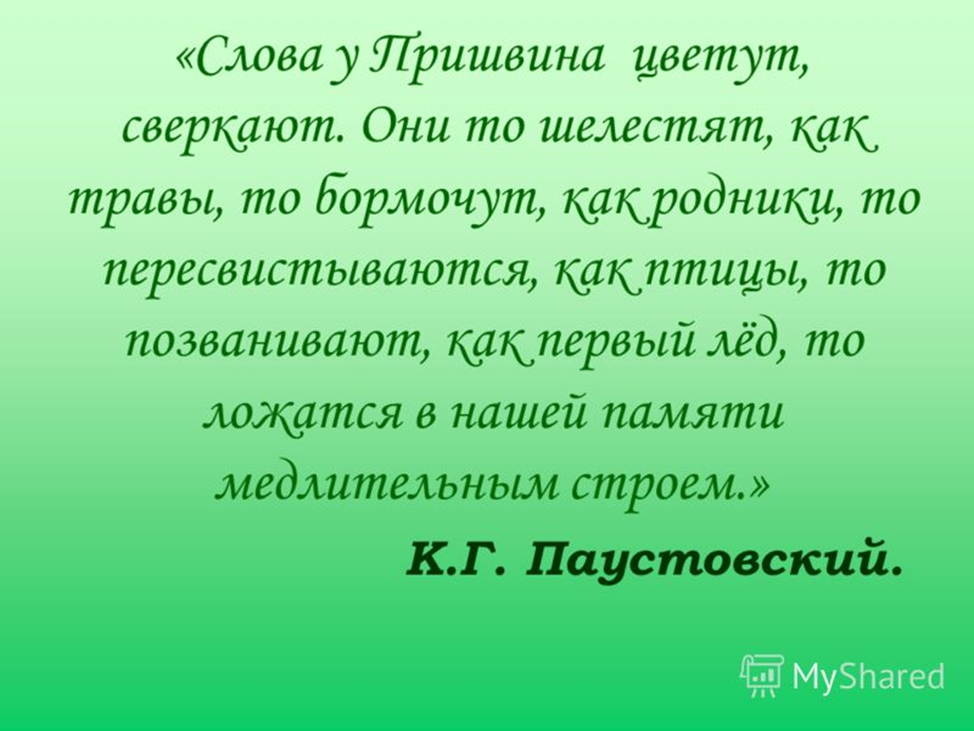 «Слова у Пришвина цветут,
сверкают. Они то шелестят, как
травы, то бормочут, как родники, то
пересвистываются, как птицы, то
позванивают, как первый лёд, то
ложатся в нашей памяти
медлительным строем.»
К.Г. Паустовский.
MyShared